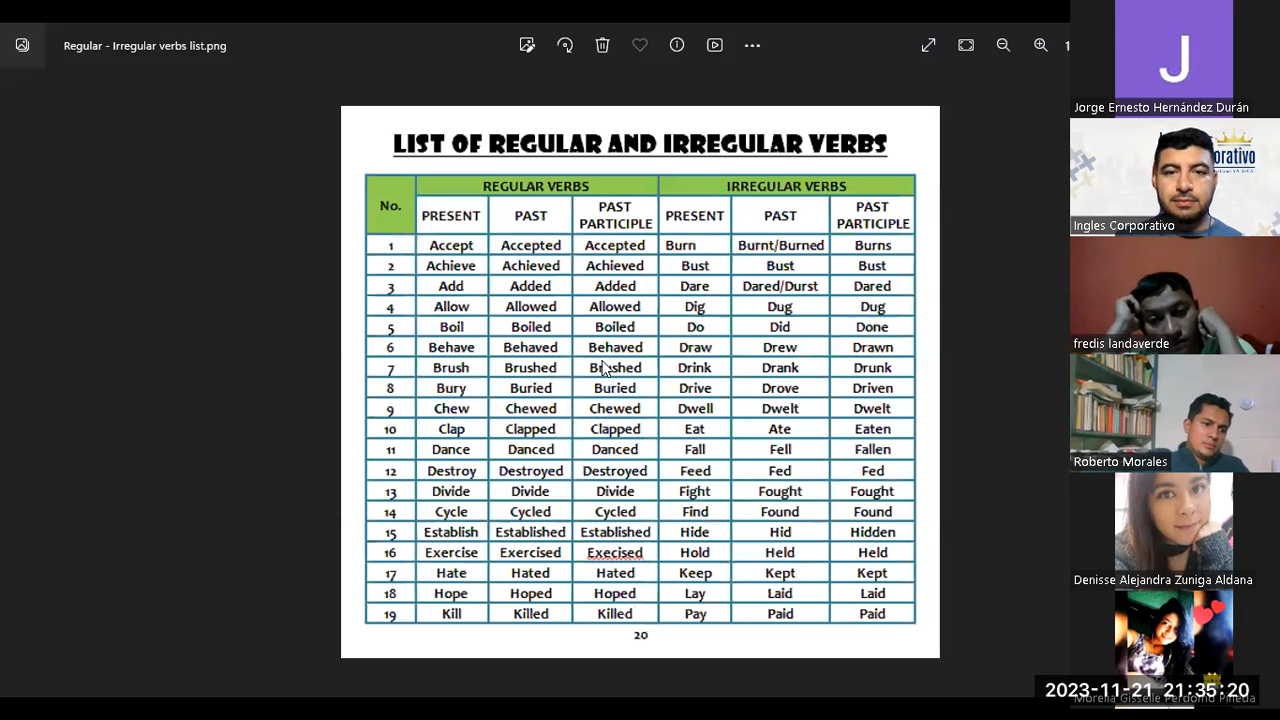 Regular - Irregular verbs list.png
1
LIST OF REGULAR AND IRREGULAR VERBS
No. REGULAR VERBS IRREGULAR VERBS
PRESENT PAST PAST PARTICIPLE PRESENT PAST PAST PARTICIPLE
1 Accept Accepted Accepted Burn Burnt/Burned Burns
2 Achieve Achieved Achieved Bust Bust Bust
3 Add Added Added Dare Dared/Durst Dared
4 Allow Allowed Allowed Dig Dug Dug
5 Boil Boiled Boiled Do Did Done
6 Behave Behaved Behaved Draw Drew Drawn
7 Brush Brushed Brushed Drink Drank Drunk
8 Bury Buried Buried Drive Drove Driven
9 Chew Chewed Chewed Dwell Dwelt Dwelt
10 Clap Clapped Clapped Eat Ate Eaten
11 Dance Danced Danced Fall Fell Fallen
12 Destroy Destroyed Destroyed Feed Fed Fed
13 Divide Divide Divide Fight Fought Fought
14 Cycle Cycled Cycled Find Found Found
15 Establish Established Established Hide Hid Hidden
16 Exercise Exercised Execised Hold Held Held
17 Hate Hated Hated Keep Kept Kept
18 Hope Hoped Hoped Lay Laid Laid
19 Kill Killed Killed Pay Paid Paid
20
J
Jorge Ernesto Hernández Durán
orativo
Ingles Corporativo
fredis landaverde
Roberto Morales
Denisse Alejandra Zuniga Aldana
2023-11-21 21:35:20
Morella Gisselle Perdomo Pineda